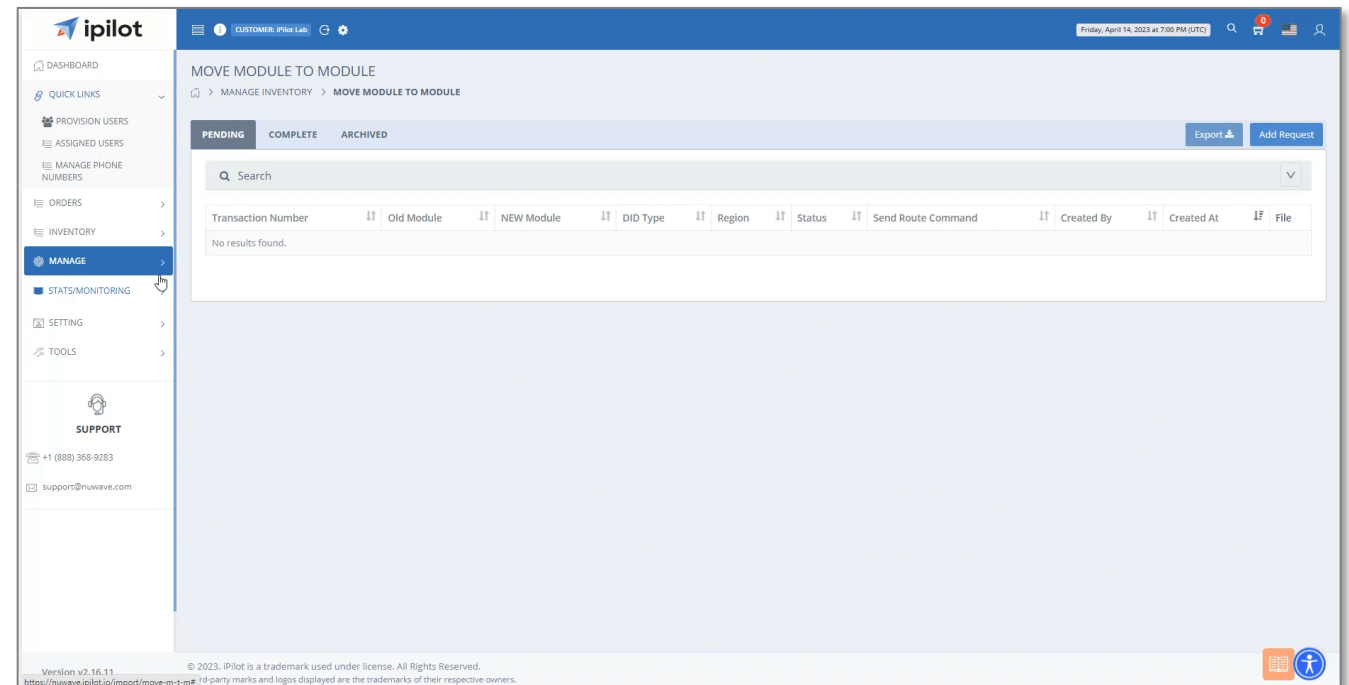 ipilot
CUSTOMER: iPilot Lab
Friday, April 14, 2023 at 7:00 PM (UTC)
0
DASHBOARD
QUICK LINKS
PROVISION USERS
ASSIGNED USERS
MANAGE PHONE
NUMBERS
ORDERS
INVENTORY
MANAGE
STATS/MONITORING
SETTING
TOOLS
SUPPORT
+1 (888) 368-9283
support@nuwave.com
Version v2.16.11
https://nuwave.ipilot.io/import/move-m-t-m#
MOVE MODULE TO MODULE
> MANAGE INVENTORY > MOVE MODULE TO MODULE
PENDING COMPLETE ARCHIVED Export Add Request
Search
Transaction Number Old Module NEW Module DID Type Region Status Send Route Command Created By Created At File
No results found.
© 2023. iPilot is a trademark used under license. All Rights Reserved.
rd-party marks and logos displayed are the trademarks of their respective owners.